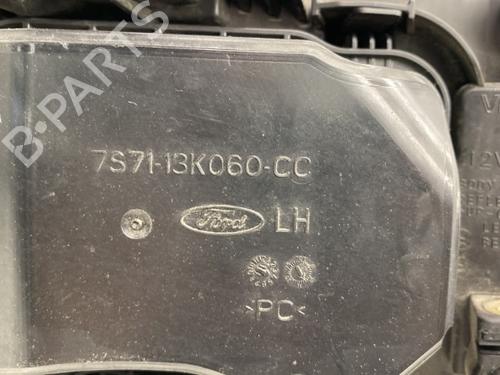 7S71-13K060-CC
Ford LH
>PC<
B-PARTS
12V